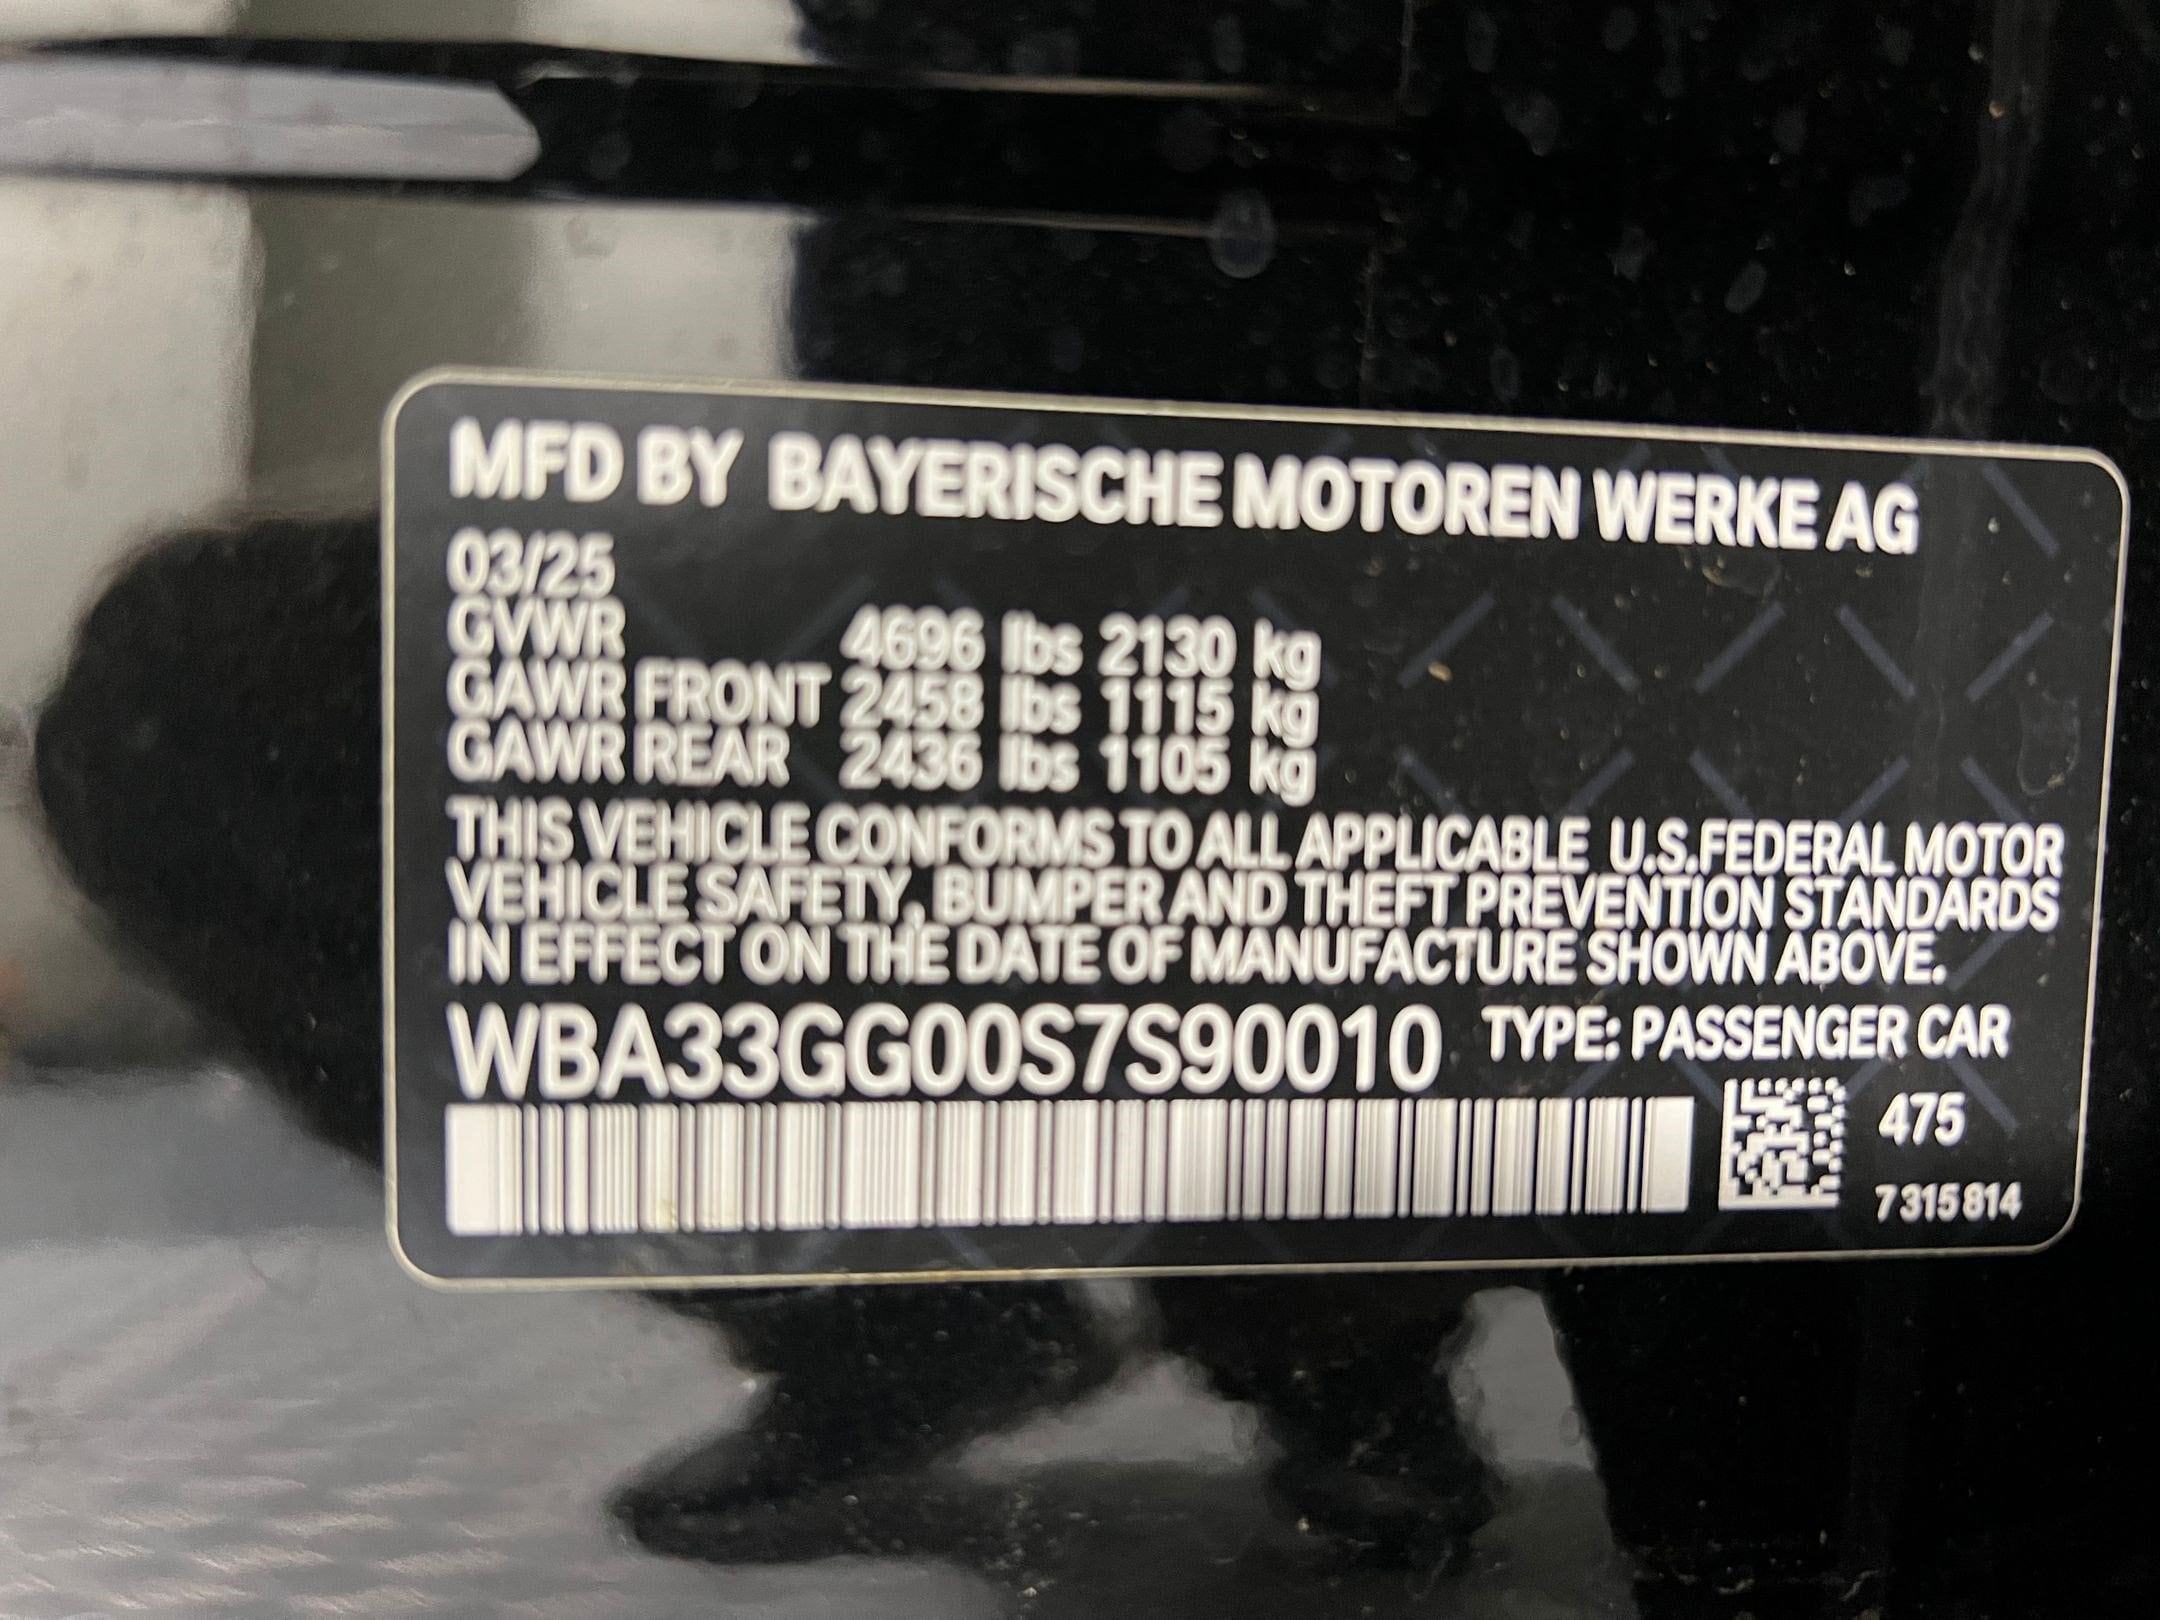 MFD BY BAYERISCHE MOTOREN WERKE AG
03/25
GVWR 4696 lbs 2130 kg
GAWR FRONT 2458 lbs 1115 kg
GAWR REAR 2436 lbs 1105 kg
THIS VEHICLE CONFORMS TO ALL APPLICABLE U.S.FEDERAL MOTOR
VEHICLE SAFETY, BUMPER AND THEFT PREVENTION STANDARDS
IN EFFECT ON THE DATE OF MANUFACTURE SHOWN ABOVE.
WBA33GG00S7S90010 TYPE: PASSENGER CAR
475
7 315 814